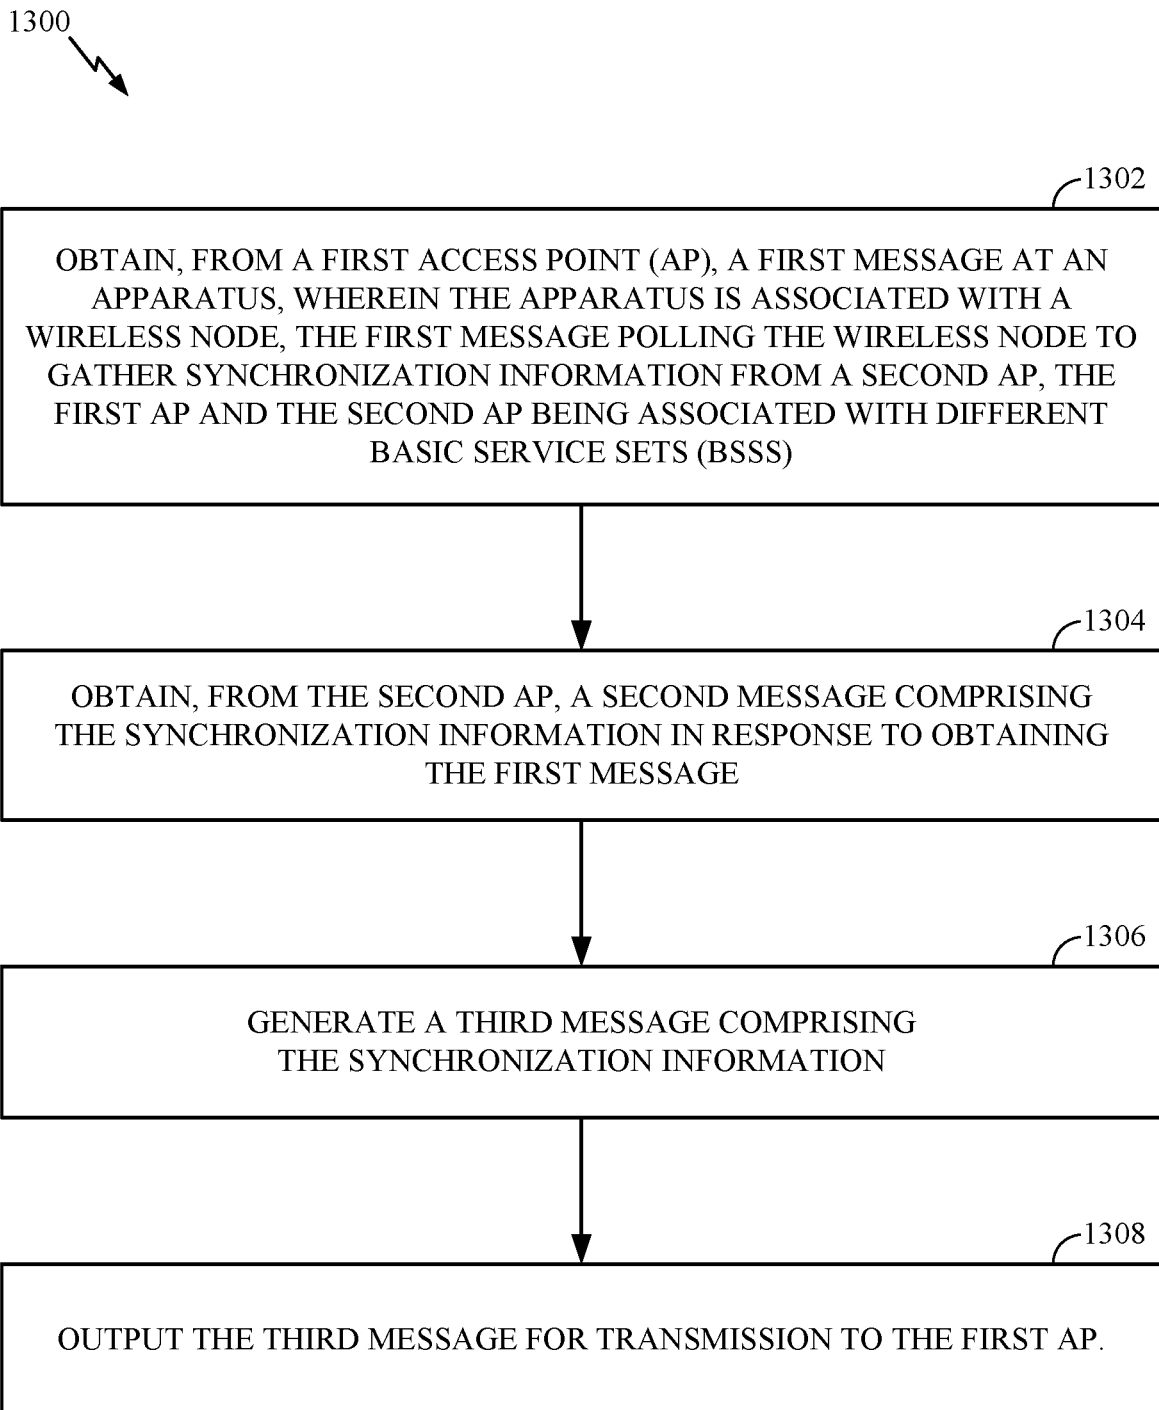 1300
1302
OBTAIN, FROM A FIRST ACCESS POINT (AP), A FIRST MESSAGE AT AN
APPARATUS, WHEREIN THE APPARATUS IS ASSOCIATED WITH A
WIRELESS NODE, THE FIRST MESSAGE POLLING THE WIRELESS NODE TO
GATHER SYNCHRONIZATION INFORMATION FROM A SECOND AP, THE
FIRST AP AND THE SECOND AP BEING ASSOCIATED WITH DIFFERENT
BASIC SERVICE SETS (BSSS)
1304
OBTAIN, FROM THE SECOND AP, A SECOND MESSAGE COMPRISING
THE SYNCHRONIZATION INFORMATION IN RESPONSE TO OBTAINING
THE FIRST MESSAGE
1306
GENERATE A THIRD MESSAGE COMPRISING
THE SYNCHRONIZATION INFORMATION
1308
OUTPUT THE THIRD MESSAGE FOR TRANSMISSION TO THE FIRST AP.